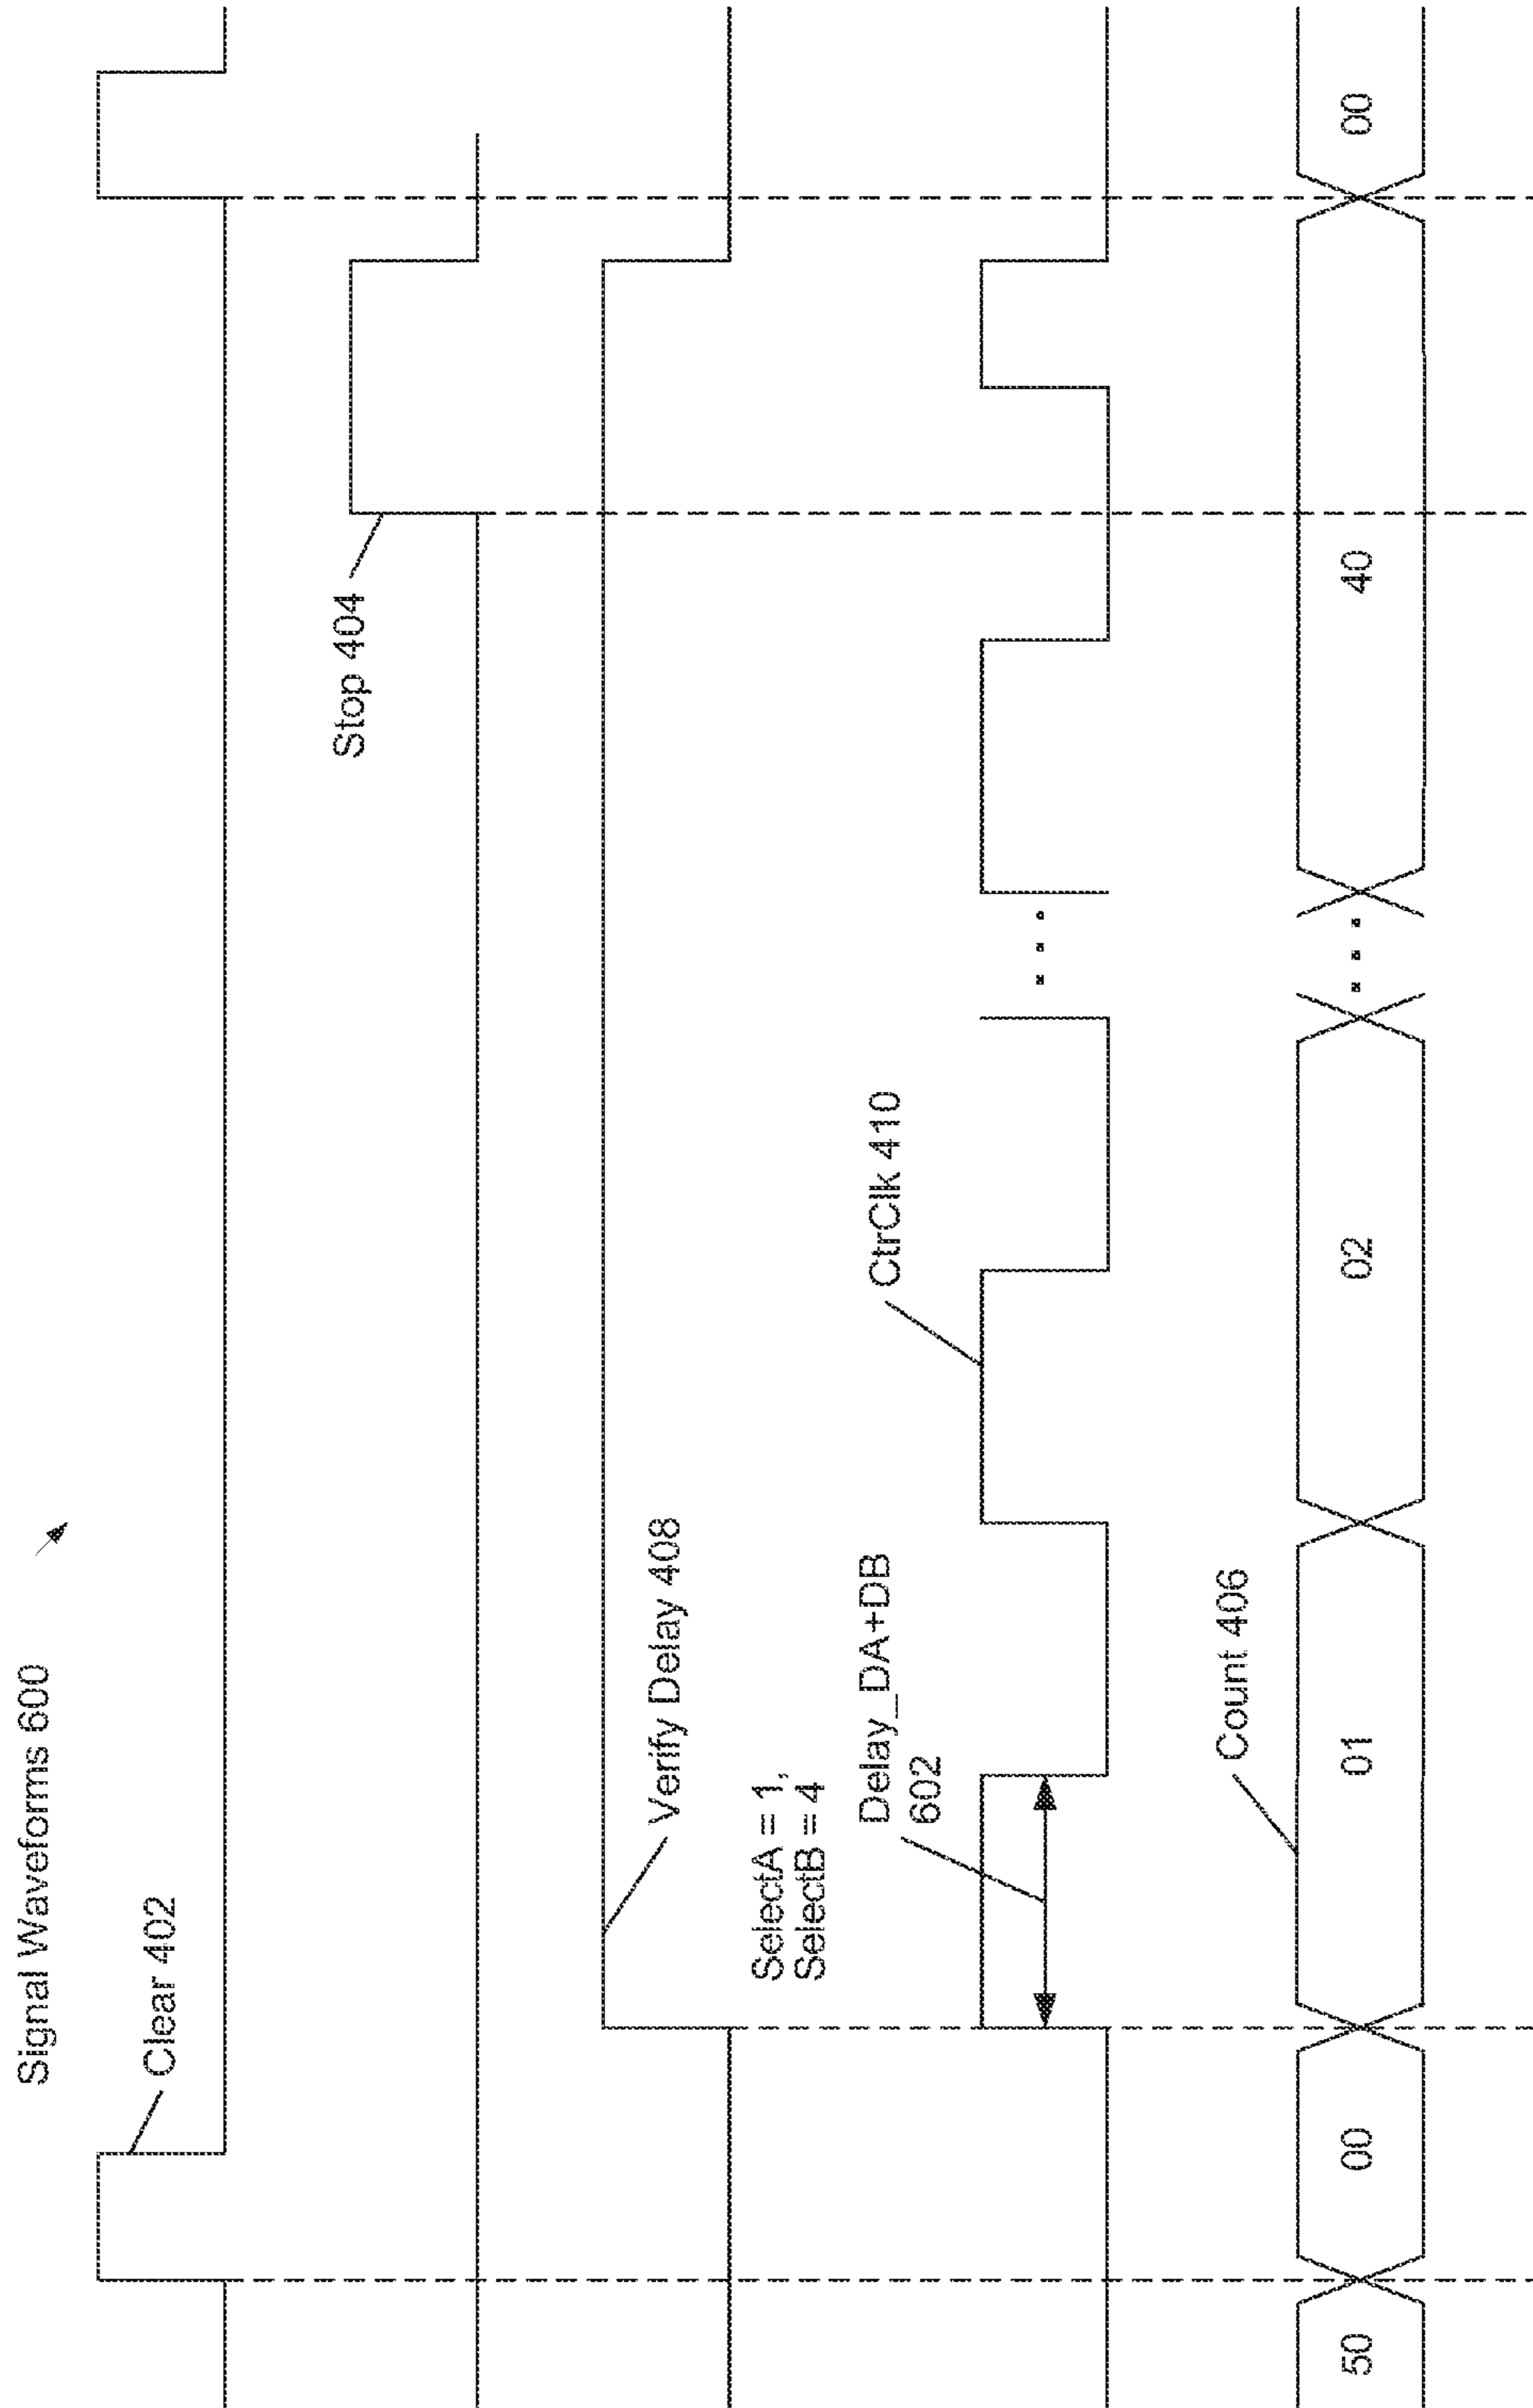 Signal Waveforms 600
Clear 402
Stop 404
Verify Delay 408
SelectA = 1,
SelectB = 4
Delay_DA+DB
602
CtrClk 410
Count 406
50 00 01 02 ... 40 00